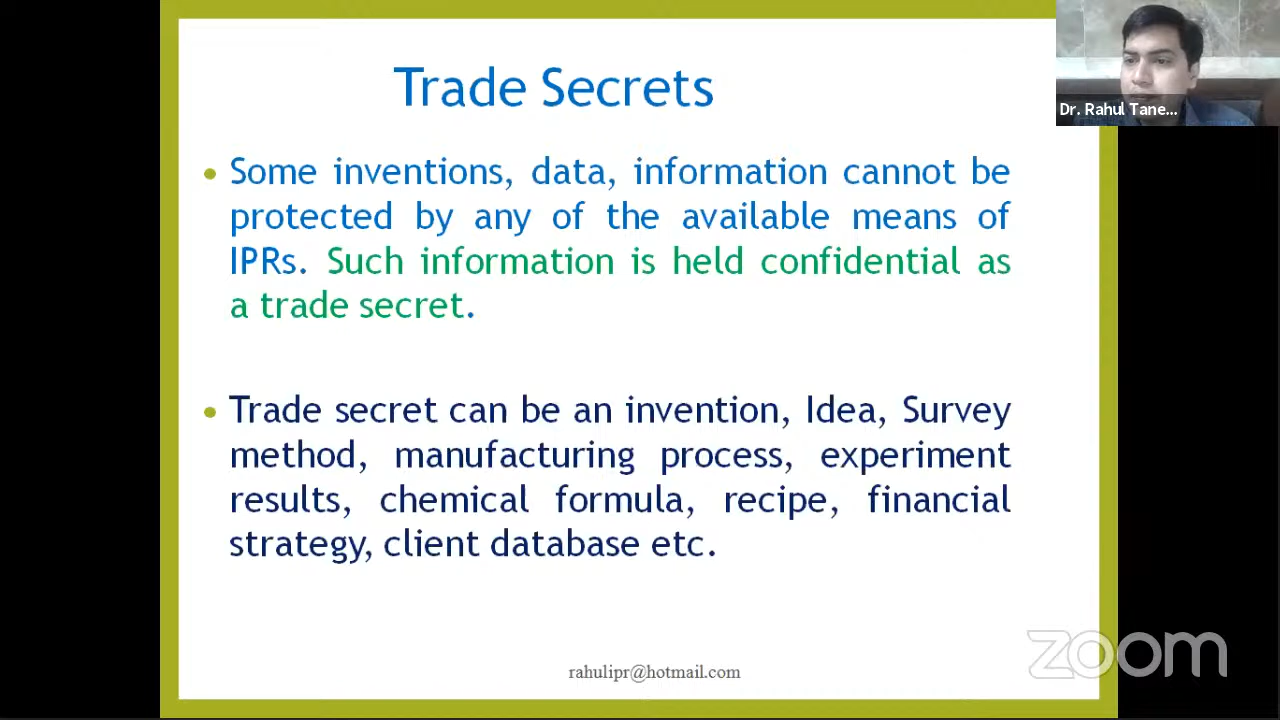 Trade Secrets
Dr. Rahul Tane...
• Some inventions, data, information cannot be
protected by any of the available means of
IPRs. Such information is held confidential as
a trade secret.
• Trade secret can be an invention, Idea, Survey
method, manufacturing process, experiment
results, chemical formula, recipe, financial
strategy, client database etc.
zoom
rahulipr@hotmail.com